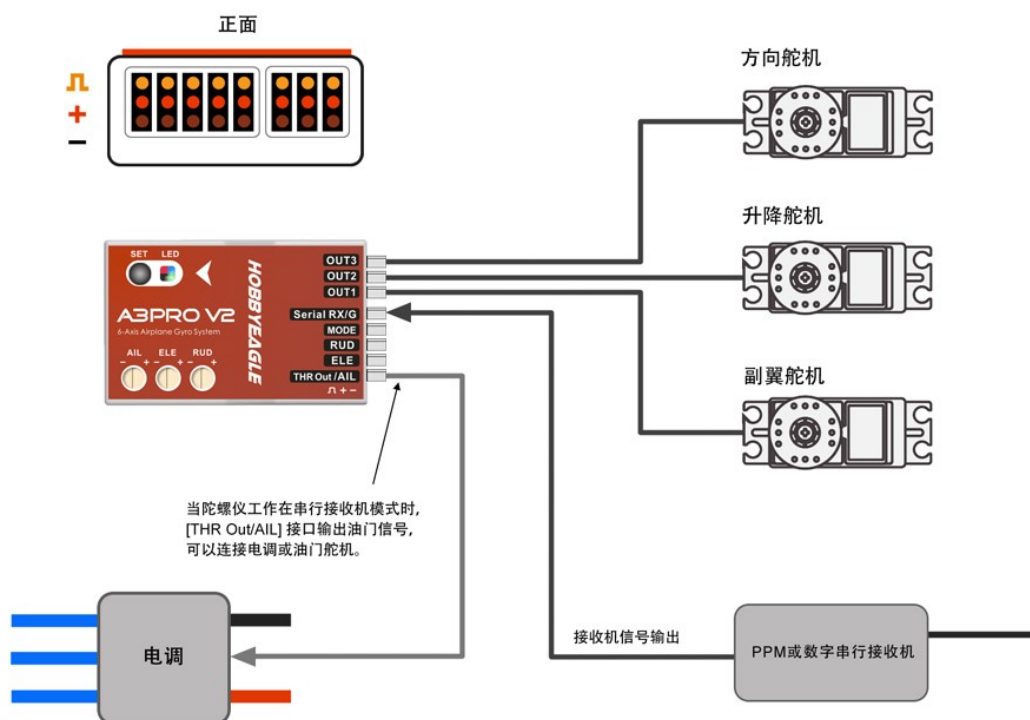 正面
+
−
方向舵机
升降舵机
副翼舵机
SET LED
A3PRO V2
6-Axis Airplane Gyro System
HOBBYEAGLE
AIL ELE RUD
− + − + − +
OUT3
OUT2
OUT1
Serial RX/G
MODE
RUD
ELE
THR Out/AIL
+ −
当陀螺仪工作在串行接收机模式时,
[THR Out/AIL] 接口输出油门信号,
可以连接电调或油门舵机。
电调
接收机信号输出
PPM或数字串行接收机